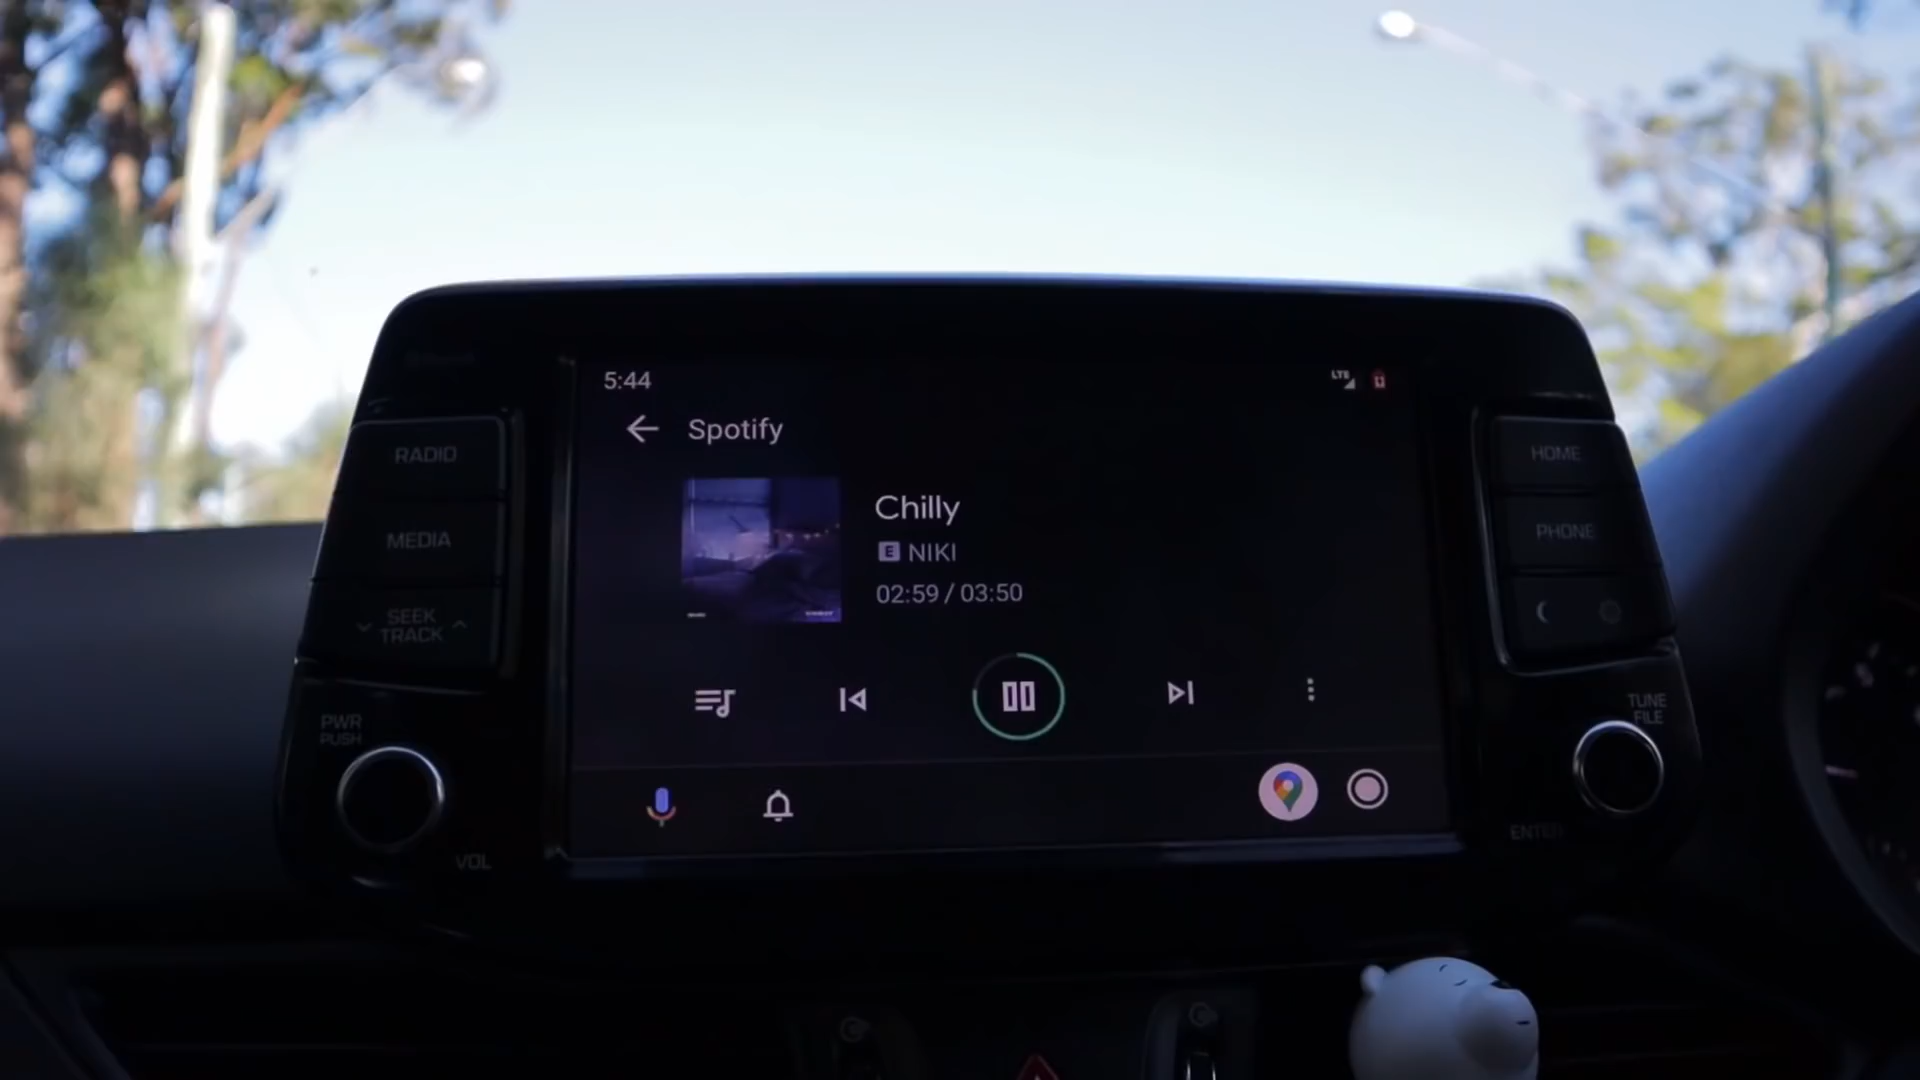 5:44
LTE
Spotify
RADIO
MEDIA
SEEK
TRACK
PWR
PUSH
VOL
Chilly
E NIKI
02:59 / 03:50
HOME
PHONE
TUNE
FILE
ENTER